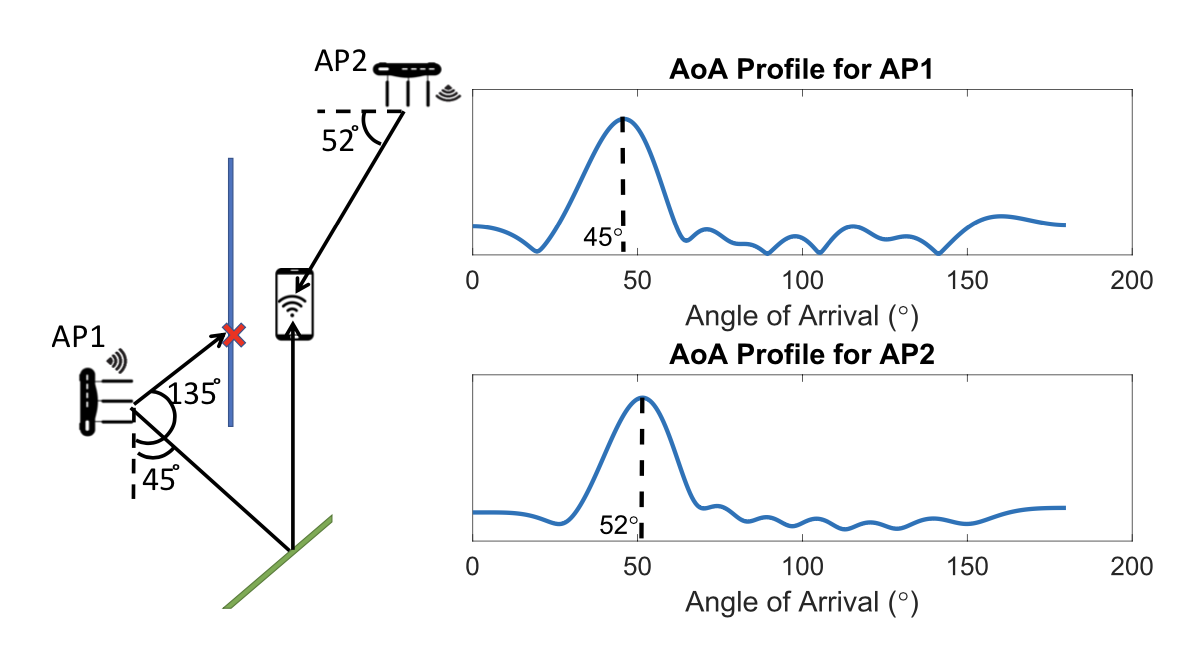 AP2
52°
AP1
135°
45°
AoA Profile for AP1
45°
0 50 100 150 200
Angle of Arrival (°)
AoA Profile for AP2
52°
0 50 100 150 200
Angle of Arrival (°)